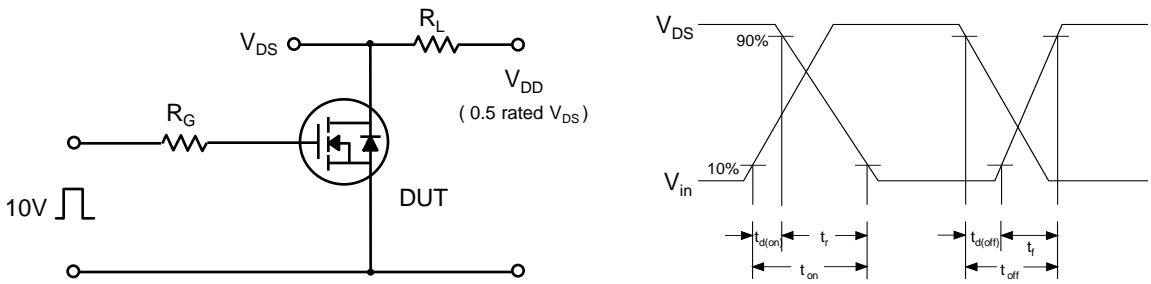 R_L
V_DS
V_DD
( 0.5 rated V_DS )
R_G
10V
DUT
V_DS
90%
10%
V_in
t_d(on)
t_r
t_on
t_d(off)
t_f
t_off